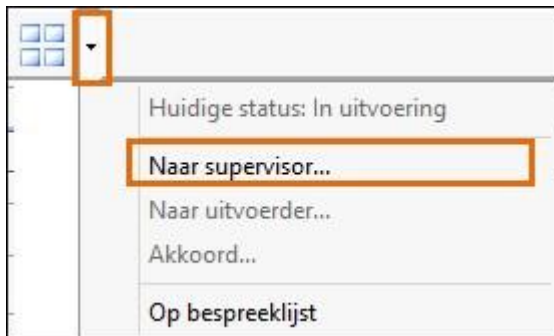 Huidige status: In uitvoering
Naar supervisor...
Naar uitvoerder...
Akkoord...
Op bespreeklijst